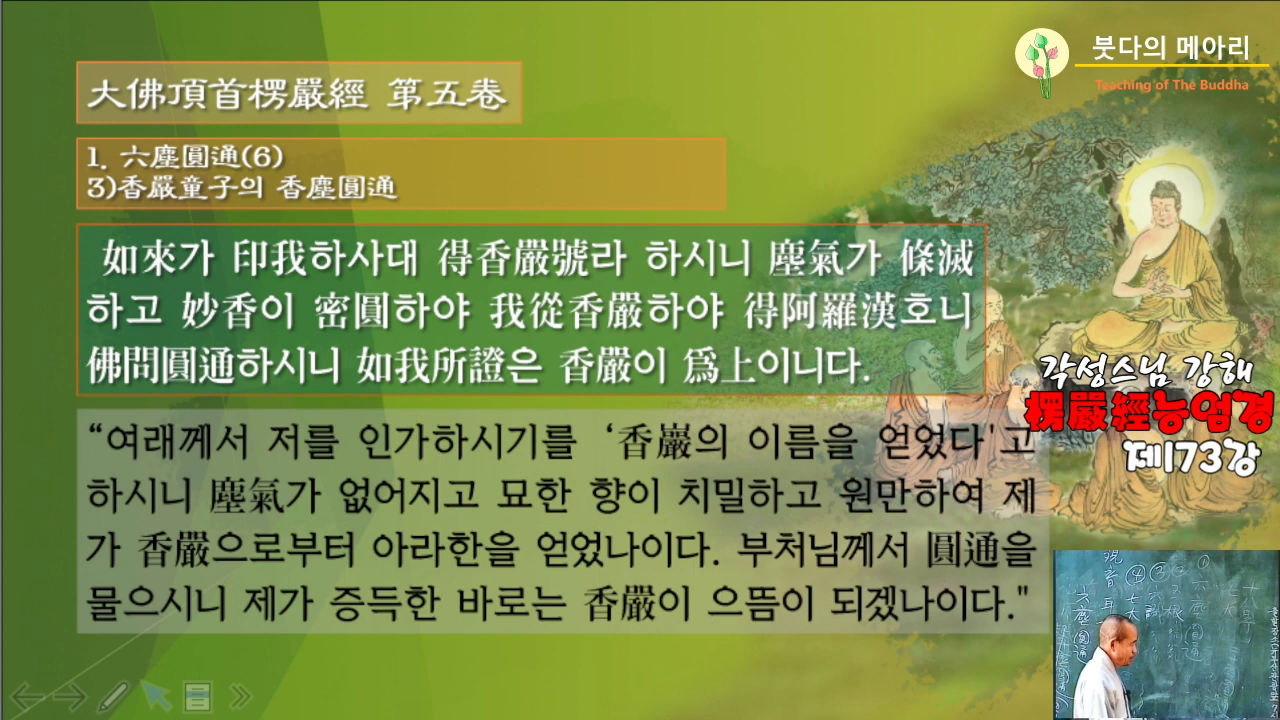 붓다의 메아리
Teaching of The Buddha
大佛頂首楞嚴經 第五卷
1. 六塵圓通(6)
3)香嚴童子의 香塵圓通
如來가 印我하사대 得香嚴號라 하시니 塵氣가 倏滅
하고 妙香이 密圓하야 我從香嚴하야 得阿羅漢호니
佛問圓通하시니 如我所證은 香嚴이 爲上이니다.
“여래께서 저를 인가하시기를 ‘香巖의 이름을 얻었다'고
하시니 塵氣가 없어지고 묘한 향이 치밀하고 원만하여 제
가 香嚴으로부터 아라한을 얻었나이다. 부처님께서 圓通을
물으시니 제가 증득한 바로는 香嚴이 으뜸이 되겠나이다."
각성스님 강해
楞嚴經능엄경
제173강